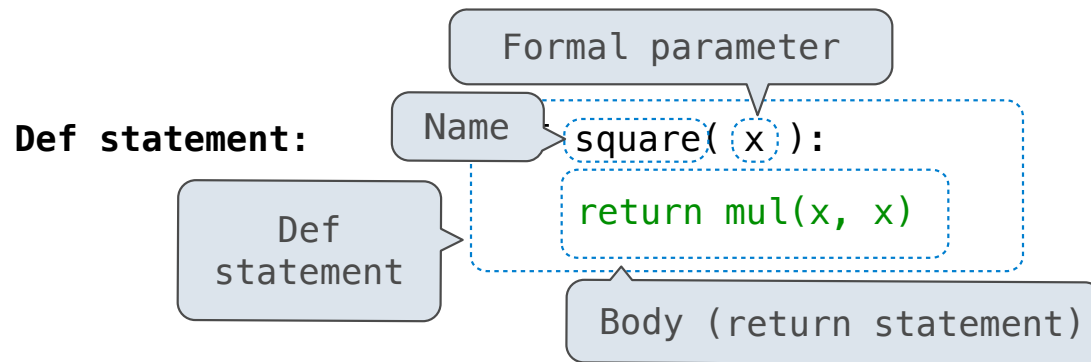 Formal parameter
Def statement:
Name
square( x ):
return mul(x, x)
Def
statement
Body (return statement)